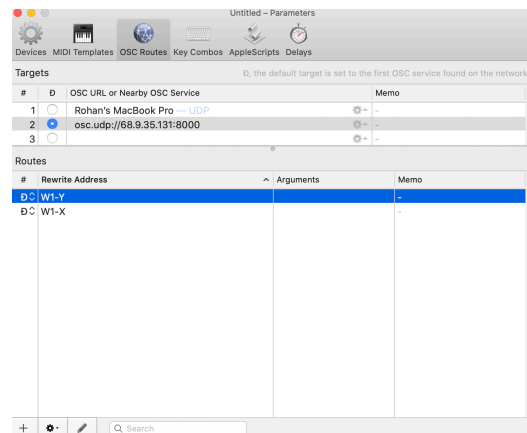 Untitled – Parameters
Devices MIDI Templates OSC Routes Key Combos AppleScripts Delays
Targets Đ, the default target is set to the first OSC service found on the network
# Đ OSC URL or Nearby OSC Service Memo
1 Rohan's MacBook Pro — UDP -
2 osc.udp://68.9.35.131:8000 -
3 -
Routes
# Rewrite Address Arguments Memo
Đ W1-Y -
Đ W1-X -
Search